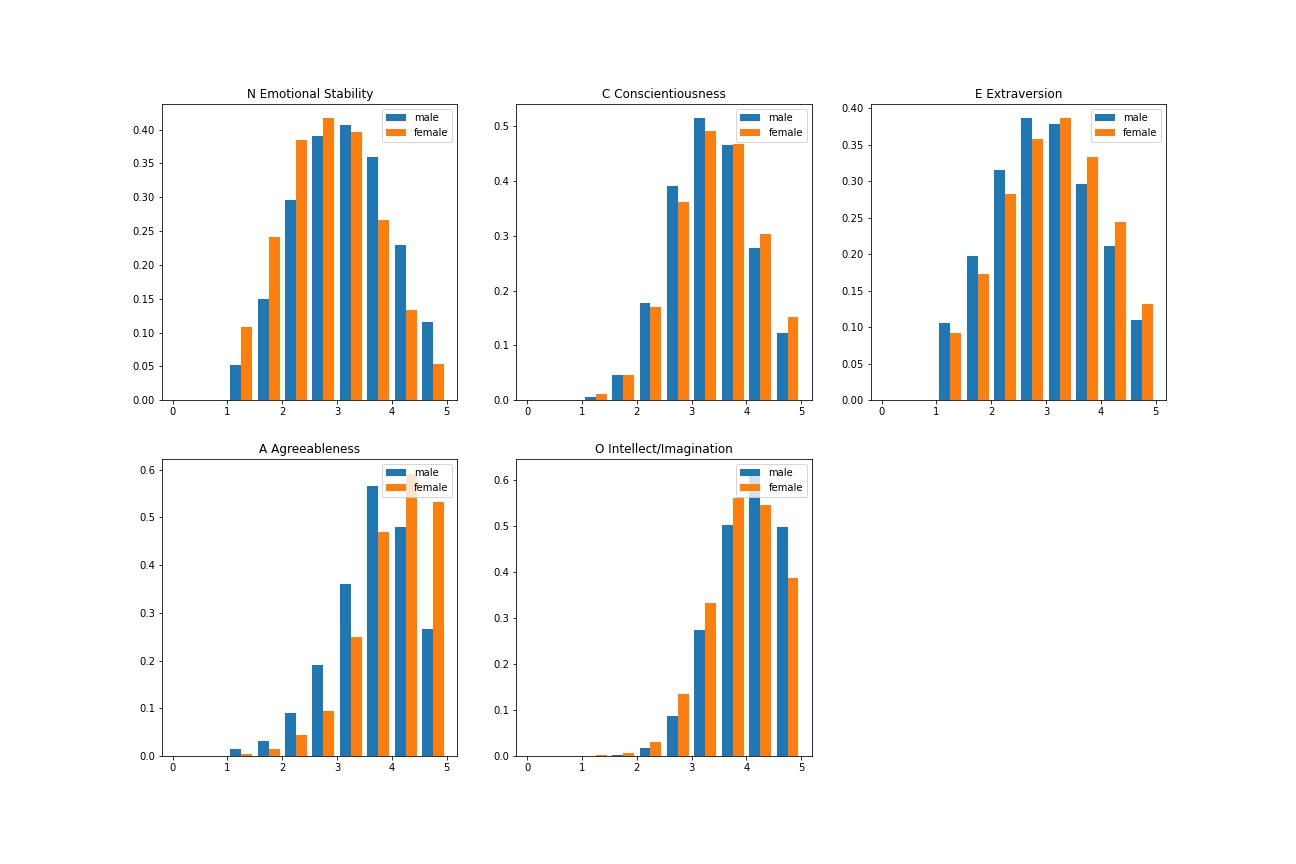 N Emotional Stability
male
female
0.40
0.35
0.30
0.25
0.20
0.15
0.10
0.05
0.00
0 1 2 3 4 5
C Conscientiousness
male
female
0.5
0.4
0.3
0.2
0.1
0.0
0 1 2 3 4 5
E Extraversion
male
female
0.40
0.35
0.30
0.25
0.20
0.15
0.10
0.05
0.00
0 1 2 3 4 5
A Agreeableness
male
female
0.6
0.5
0.4
0.3
0.2
0.1
0.0
0 1 2 3 4 5
O Intellect/Imagination
male
female
0.6
0.5
0.4
0.3
0.2
0.1
0.0
0 1 2 3 4 5